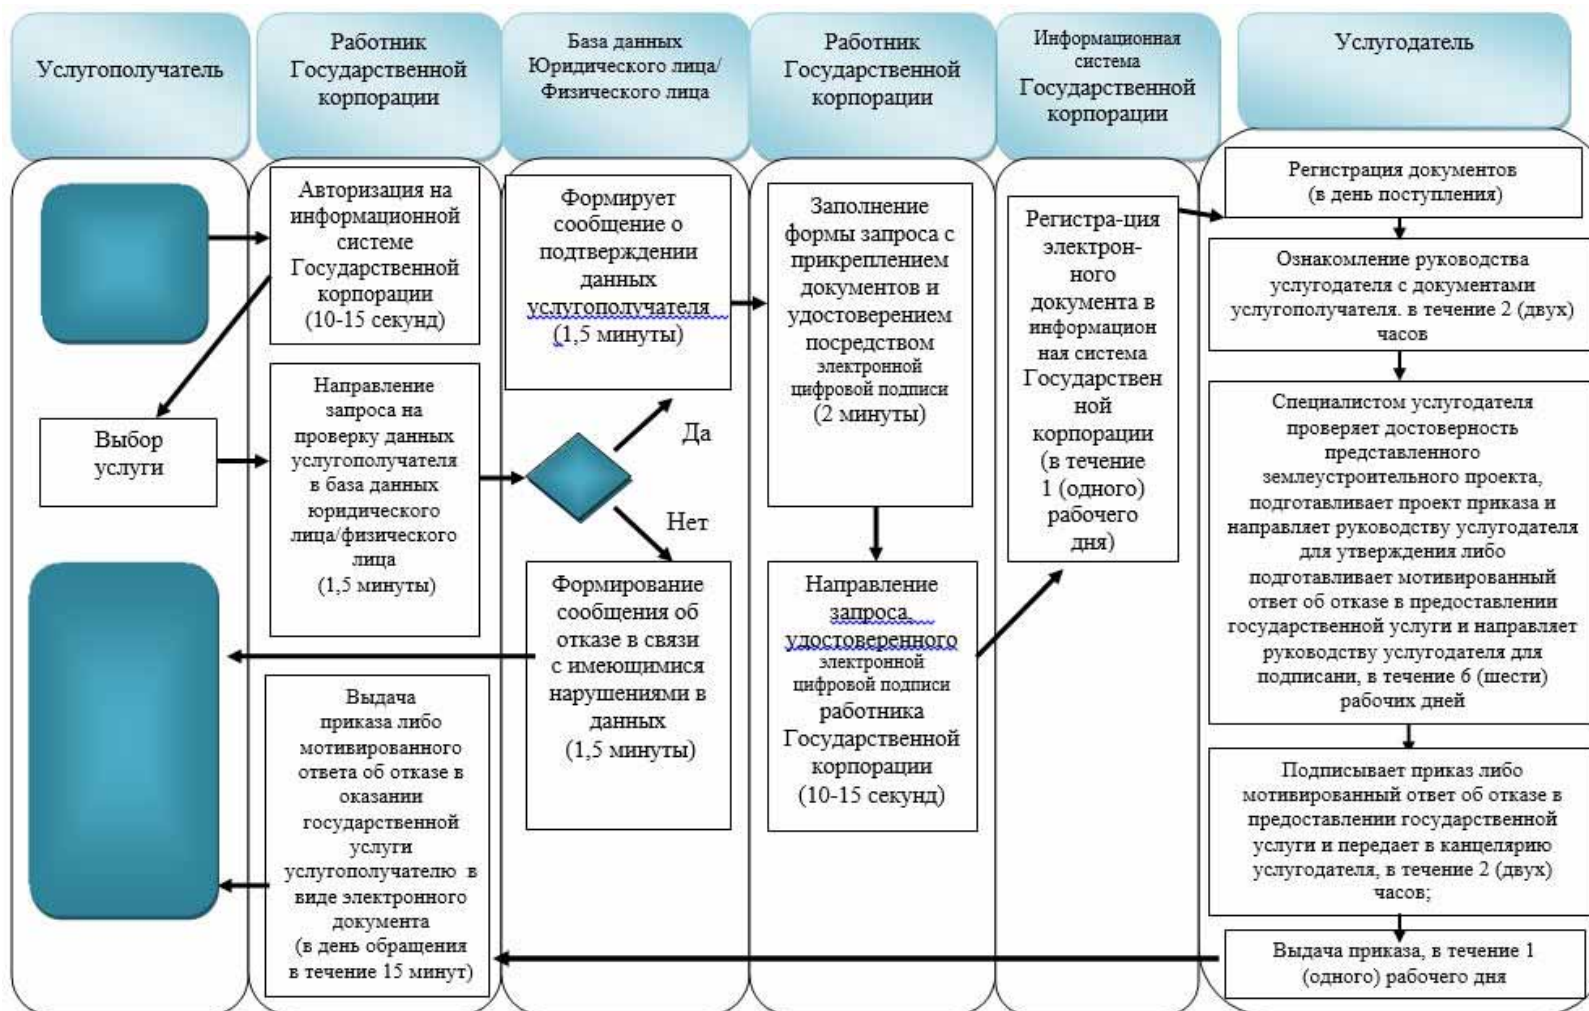 Услугополучатель
Работник
Государственной
корпорации
База данных
Юридического лица/
Физического лица
Работник
Государственной
корпорации
Информационная
система
Государственной
корпорации
Услугодатель
Авторизация на
информационной
системе
Государственной
корпорации
(10-15 секунд)
Выбор
услуги
Направление
запроса на
проверку данных
услугополучателя
в база данных
юридического
лица/физического
лица
(1,5 минуты)
Формирует
сообщение о
подтверждении
данных
услугополучателя
(1,5 минуты)
Да
Нет
Формирование
сообщения об
отказе в связи
с имеющимися
нарушениями в
данных
(1,5 минуты)
Заполнение
формы запроса с
прикреплением
документов и
удостоверением
посредством
электронной
цифровой подписи
(2 минуты)
Направление
запроса,
удостоверенного
электронной
цифровой подписи
работника
Государственной
корпорации
(10-15 секунд)
Регистра-ция
электрон-
ного
документа в
информацион
ная система
Государствен
ной
корпорации
(в течение
1 (одного)
рабочего
дня)
Регистрация документов
(в день поступления)
Ознакомление руководства
услугодателя с документами
услугополучателя. в течение 2 (двух)
часов
Специалистом услугодателя
проверяет достоверность
представленного
землеустроительного проекта,
подготавливает проект приказа и
направляет руководству услугодателя
для утверждения либо
подготавливает мотивированный
ответ об отказе в предоставлении
государственной услуги и направляет
руководству услугодателя для
подписани, в течение 6 (шести)
рабочих дней
Подписывает приказ либо
мотивированный ответ об отказе в
предоставлении государственной
услуги и передает в канцелярию
услугодателя, в течение 2 (двух)
часов;
Выдача приказа, в течение 1
(одного) рабочего дня
Выдача
приказа либо
мотивированного
ответа об отказе в
оказании
государственной
услуги
услугополучателю в
виде электронного
документа
(в день обращения
в течение 15 минут)